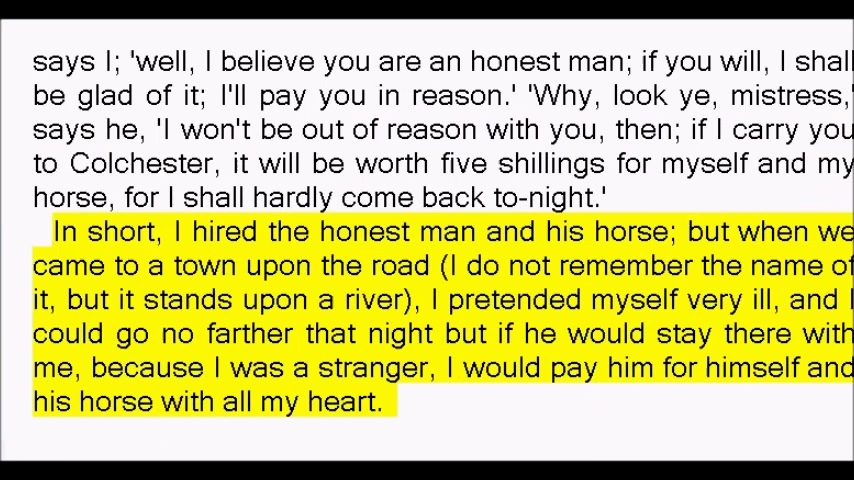 says I; 'well, I believe you are an honest man; if you will, I shall
be glad of it; I'll pay you in reason.' 'Why, look ye, mistress,'
says he, 'I won't be out of reason with you, then; if I carry you
to Colchester, it will be worth five shillings for myself and my
horse, for I shall hardly come back to-night.'
In short, I hired the honest man and his horse; but when we
came to a town upon the road (I do not remember the name of
it, but it stands upon a river), I pretended myself very ill, and I
could go no farther that night but if he would stay there with
me, because I was a stranger, I would pay him for himself and
his horse with all my heart.